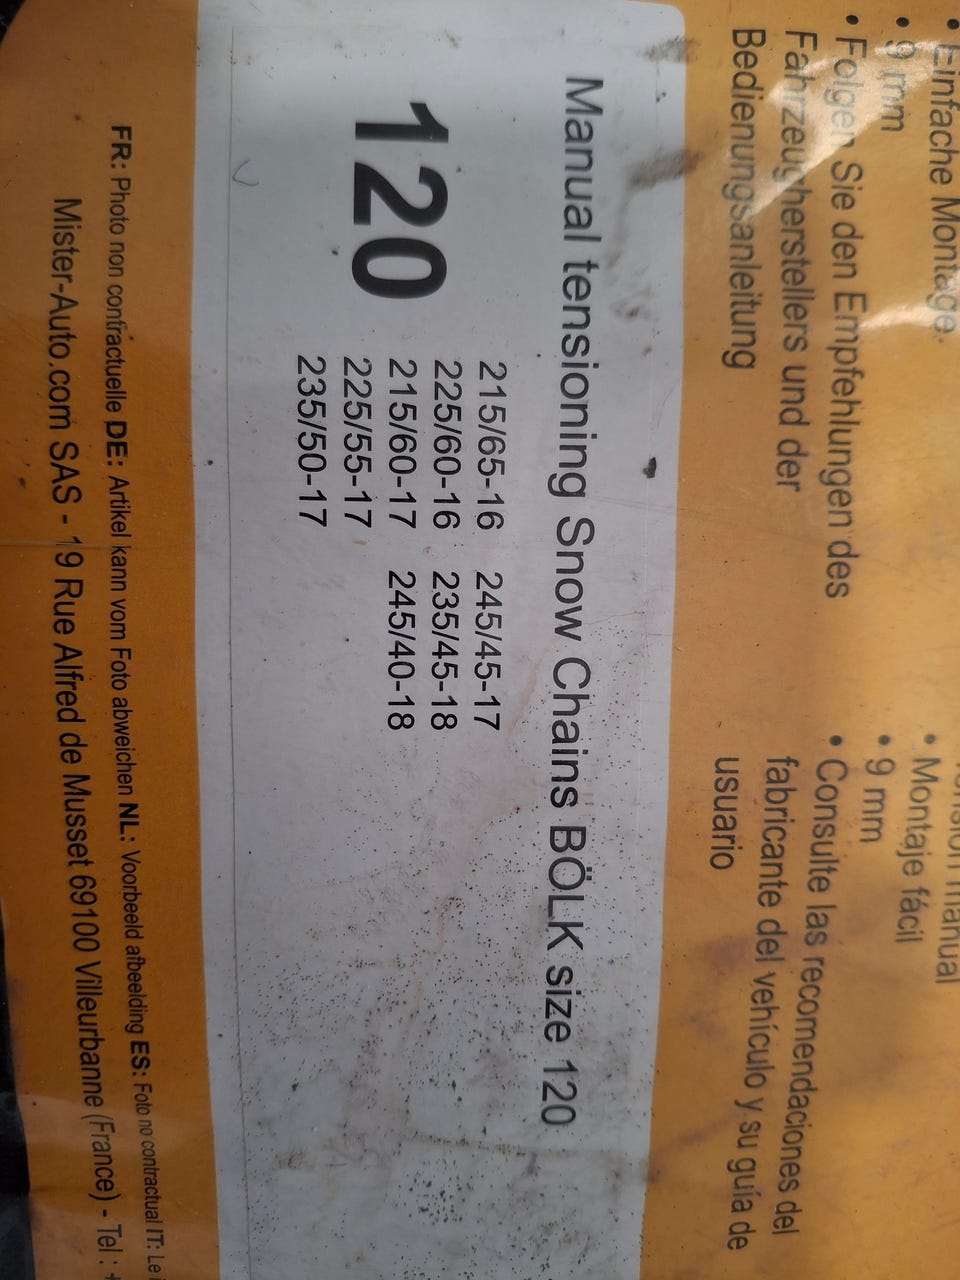 • Einfache Montage.
• 9 mm
• Folgen Sie den Empfehlungen des
Fahrzeugherstellers und der
Bedienungsanleitung
manual
• Montaje fácil
• 9 mm
• Consulte las recomendaciones del
fabricante del vehículo y su guía de
usuario
Manual tensioning Snow Chains BÖLK size 120
120
215/65-16 245/45-17
225/60-16 235/45-18
215/60-17 245/40-18
225/55-17
235/50-17
FR: Photo non contractuelle DE: Artikel kann vom Foto abweichen NL: Voorbeeld afbeelding ES: Foto no contractual IT: Le
Mister-Auto.com SAS - 19 Rue Alfred de Musset 69100 Villeurbanne (France) - Tel : +